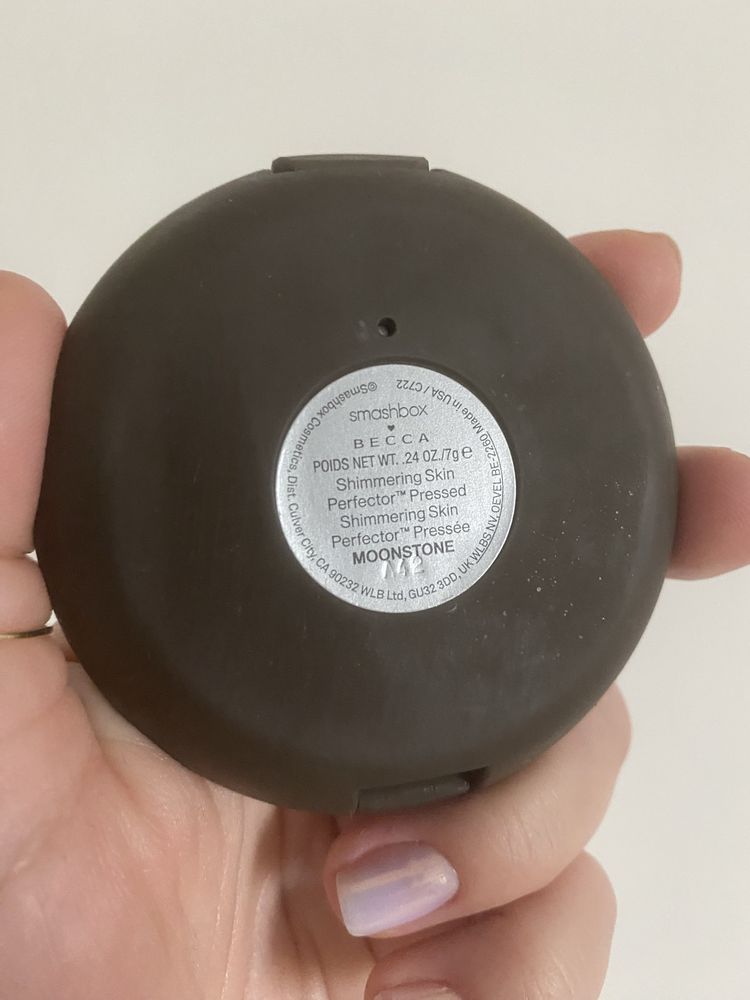 smashbox
♥
BECCA
POIDS NET WT. .24 OZ./7g e
Shimmering Skin
Perfector™ Pressed
Shimmering Skin
Perfector™ Pressée
MOONSTONE
M2
©Smashbox Cosmetics, Dist. Culver City, CA 90232 WLB Ltd, GU32 3DD, UK WLBS NV. OEVEL BE-2260 Made in USA / C722